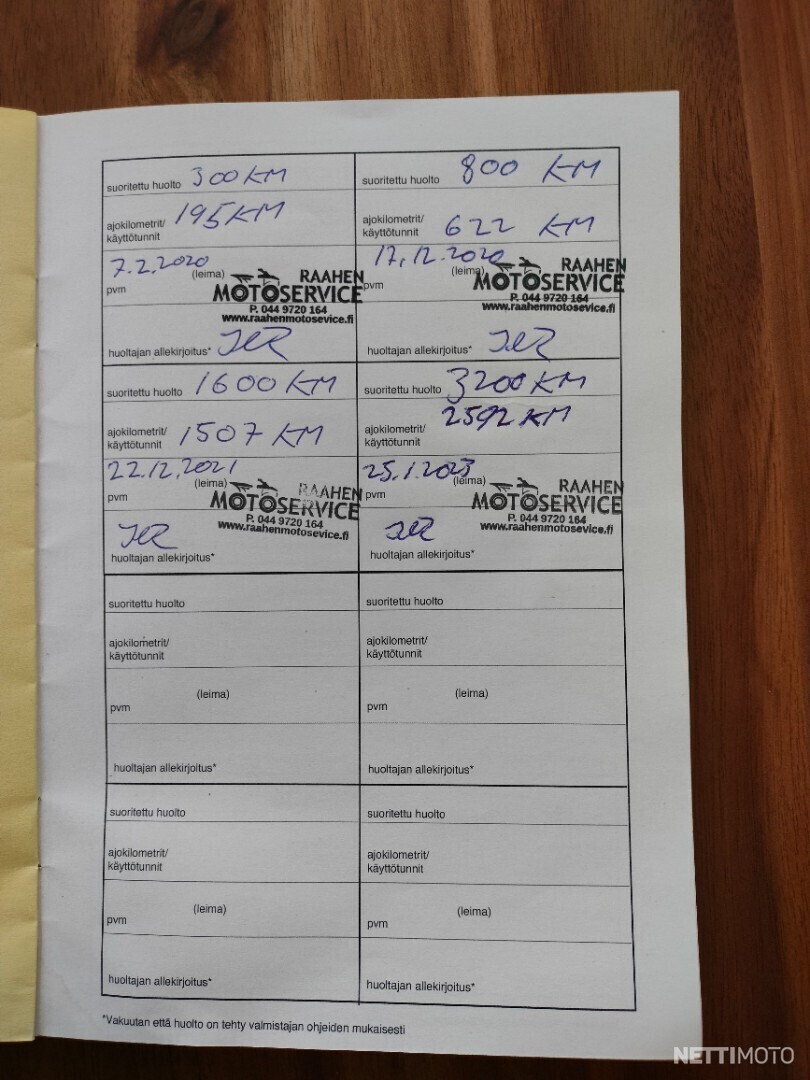 suoritettu huolto 300 KM
ajokilometrit/ 195 KM
käyttötunnit
7.2.2020
pvm (leima)
RAAHEN
MOTOSERVICE
P. 044 9720 164
www.raahenmotosevice.fi
huoltajan allekirjoitus*
suoritettu huolto 800 KM
ajokilometrit/ 622 KM
käyttötunnit
17.12.2020
pvm (leima)
RAAHEN
MOTOSERVICE
P. 044 9720 164
www.raahenmotosevice.fi
huoltajan allekirjoitus*
suoritettu huolto 1600 KM
ajokilometrit/ 1507 KM
käyttötunnit
22.12.2021
pvm (leima)
RAAHEN
MOTOSERVICE
P. 044 9720 164
www.raahenmotosevice.fi
huoltajan allekirjoitus*
suoritettu huolto 3200 KM
ajokilometrit/ 2592 KM
käyttötunnit
25.1.2023
pvm (leima)
RAAHEN
MOTOSERVICE
P. 044 9720 164
www.raahenmotosevice.fi
huoltajan allekirjoitus*
suoritettu huolto
ajokilometrit/
käyttötunnit
(leima)
pvm
huoltajan allekirjoitus*
suoritettu huolto
ajokilometrit/
käyttötunnit
(leima)
pvm
huoltajan allekirjoitus*
suoritettu huolto
ajokilometrit/
käyttötunnit
(leima)
pvm
huoltajan allekirjoitus*
suoritettu huolto
ajokilometrit/
käyttötunnit
(leima)
pvm
huoltajan allekirjoitus*
*Vakuutan että huolto on tehty valmistajan ohjeiden mukaisesti
NETTIMOTO